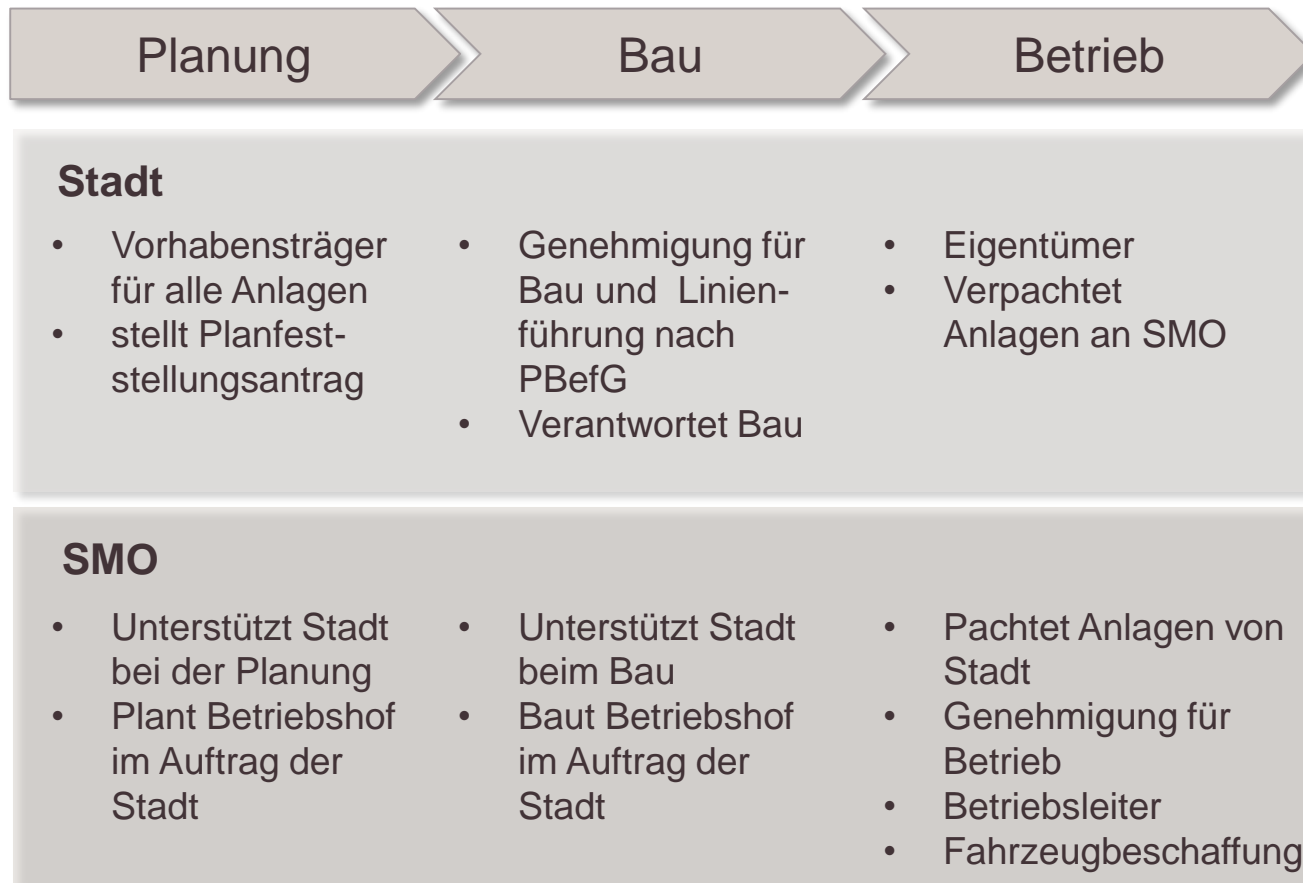 Planung
Bau
Betrieb
Stadt
• Vorhabensträger
für alle Anlagen
• stellt Planfest-
stellungsantrag
• Genehmigung für
Bau und Linien-
führung nach
PBefG
• Verantwortet Bau
• Eigentümer
• Verpachtet
Anlagen an SMO
SMO
• Unterstützt Stadt
bei der Planung
• Plant Betriebshof
im Auftrag der
Stadt
• Unterstützt Stadt
beim Bau
• Baut Betriebshof
im Auftrag der
Stadt
• Pachtet Anlagen von
Stadt
• Genehmigung für
Betrieb
• Betriebsleiter
• Fahrzeugbeschaffung